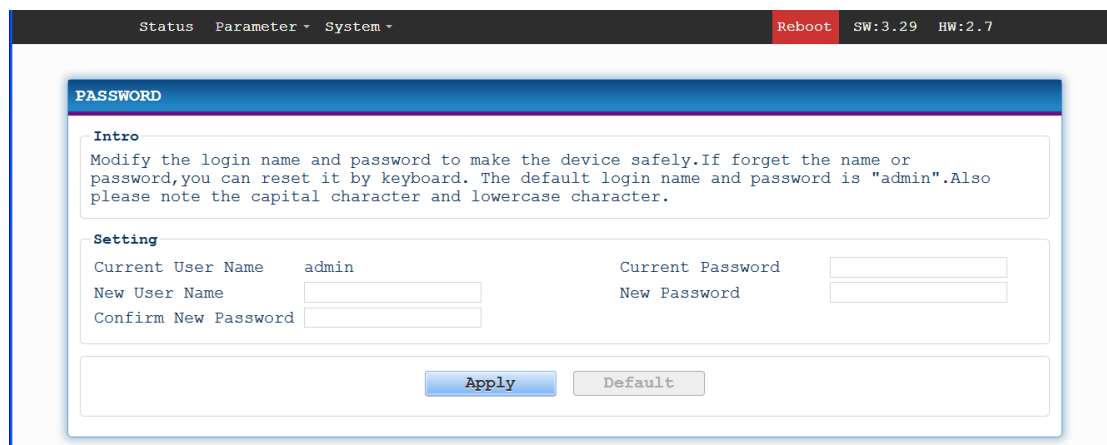 Status Parameter System Reboot SW:3.29 HW:2.7
PASSWORD
Intro
Modify the login name and password to make the device safely.If forget the name or
password,you can reset it by keyboard. The default login name and password is "admin".Also
please note the capital character and lowercase character.
Setting
Current User Name admin Current Password
New User Name New Password
Confirm New Password
Apply Default